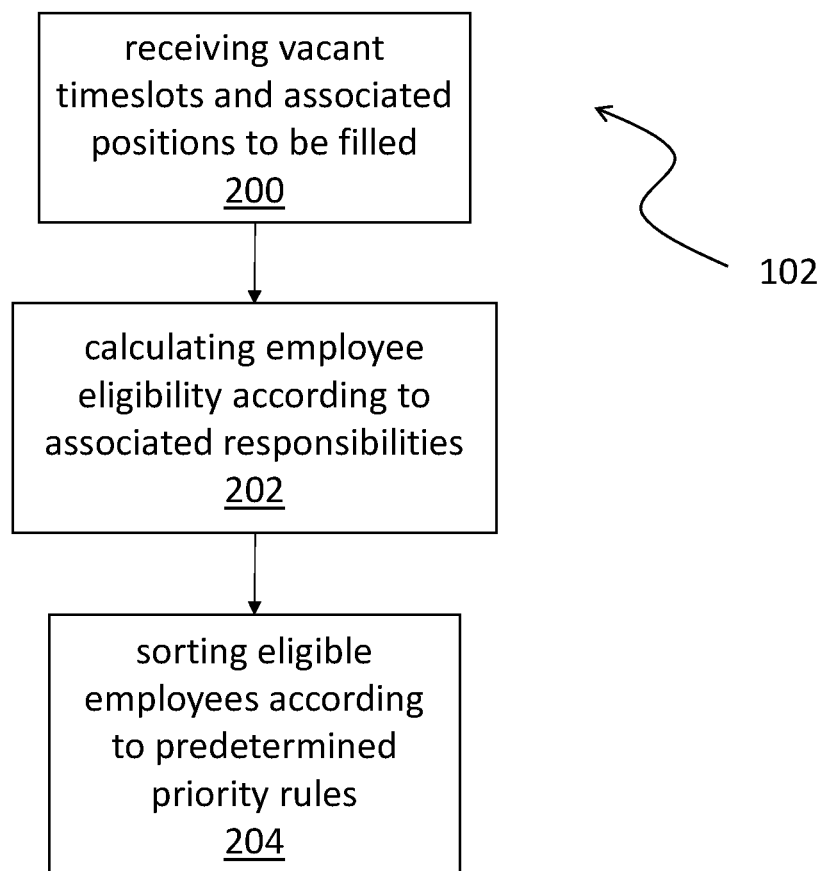 receiving vacant
timeslots and associated
positions to be filled
200
102
calculating employee
eligibility according to
associated responsibilities
202
sorting eligible
employees according
to predetermined
priority rules
204